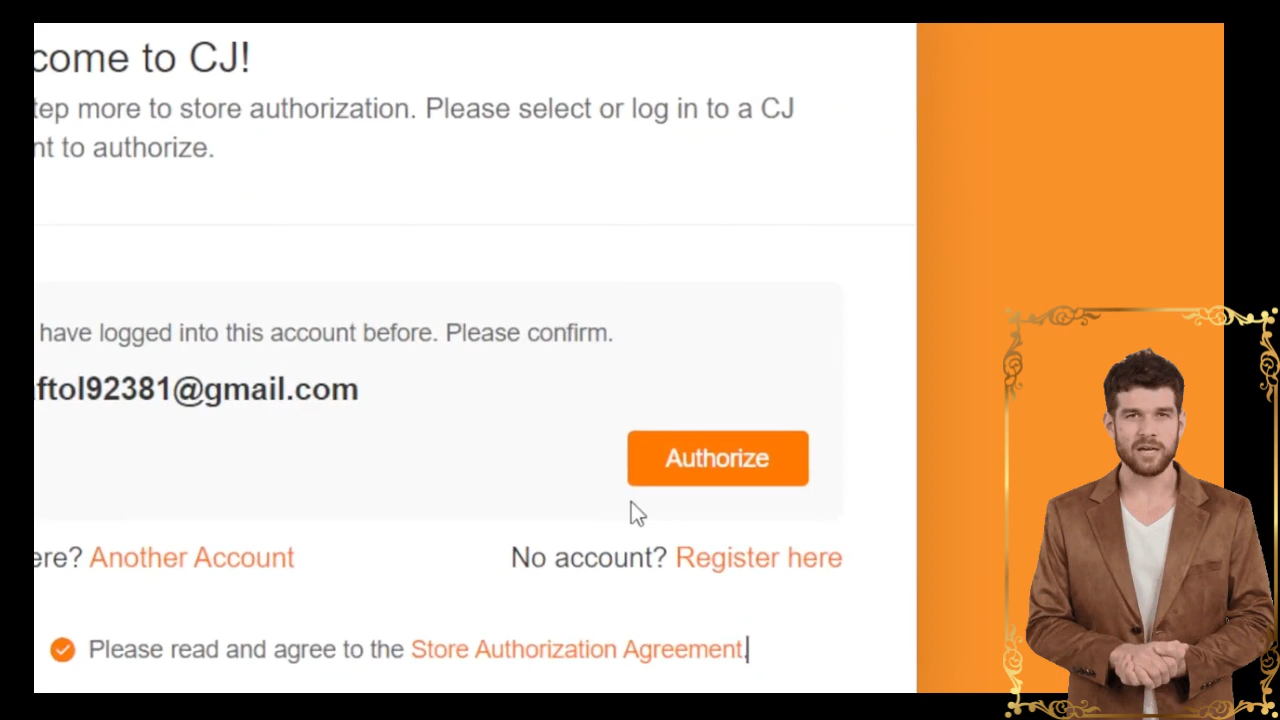 come to CJ!
tep more to store authorization. Please select or log in to a CJ
nt to authorize.
have logged into this account before. Please confirm.
ftol92381@gmail.com
Authorize
ere? Another Account
No account? Register here
Please read and agree to the Store Authorization Agreement.